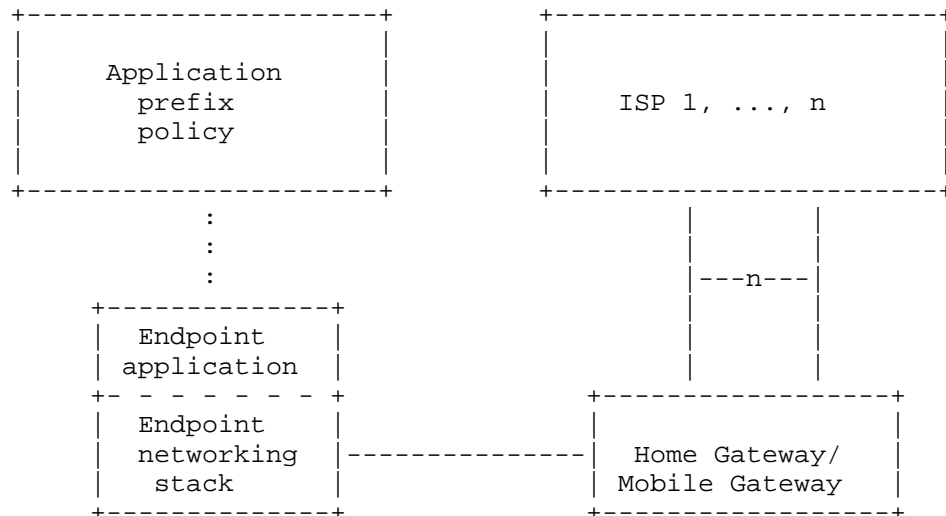 Application
prefix
policy
ISP 1, ..., n
n
Endpoint
application
Endpoint
networking
stack
Home Gateway/
Mobile Gateway